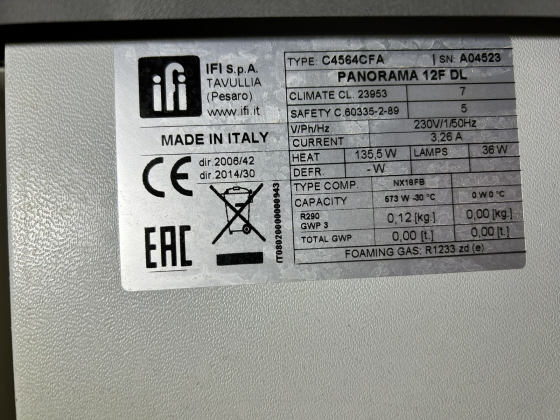 ifi
IFI S.p.A.
TAVULLIA
(Pesaro)
www.ifi.it
MADE IN ITALY
CE
dir.2006/42
dir.2014/30
EAC
IT08020000000943
TYPE: C4564CFA | SN: A04523
PANORAMA 12F DL
CLIMATE CL. 23953 7
SAFETY C.60335-2-89 5
V/Ph/Hz 230V/1/50Hz
CURRENT 3,26 A
HEAT 135,5 W LAMPS 36 W
DEFR. - W
TYPE COMP. NX18FB
CAPACITY 573 W -30 °C 0 W 0 °C
R290
GWP 3 0,12 [kg.] 0,00 [kg.]
TOTAL GWP 0,00 [t.] 0,00 [t.]
FOAMING GAS: R1233 zd (e)